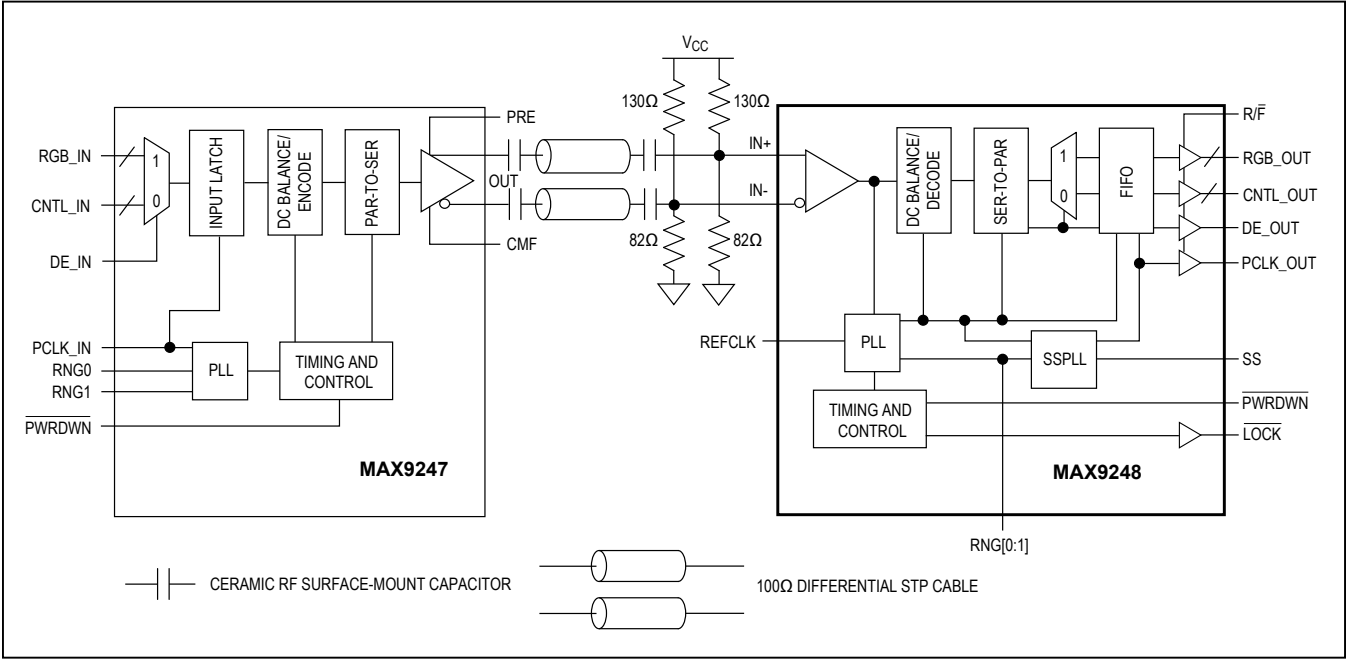 VCC
130Ω
130Ω
PRE
R/F̅
RGB_IN
1
INPUT LATCH
DC BALANCE/
ENCODE
PAR-TO-SER
OUT
IN+
DC BALANCE/
DECODE
SER-TO-PAR
1
FIFO
RGB_OUT
CNTL_IN
0
IN-
0
CNTL_OUT
DE_IN
CMF
82Ω
82Ω
DE_OUT
PCLK_OUT
PCLK_IN
RNG0
RNG1
PLL
TIMING AND
CONTROL
REFCLK
PLL
SSPLL
SS
PWRDWN
TIMING AND
CONTROL
PWRDWN
LOCK
MAX9247
MAX9248
RNG[0:1]
CERAMIC RF SURFACE-MOUNT CAPACITOR
100Ω DIFFERENTIAL STP CABLE